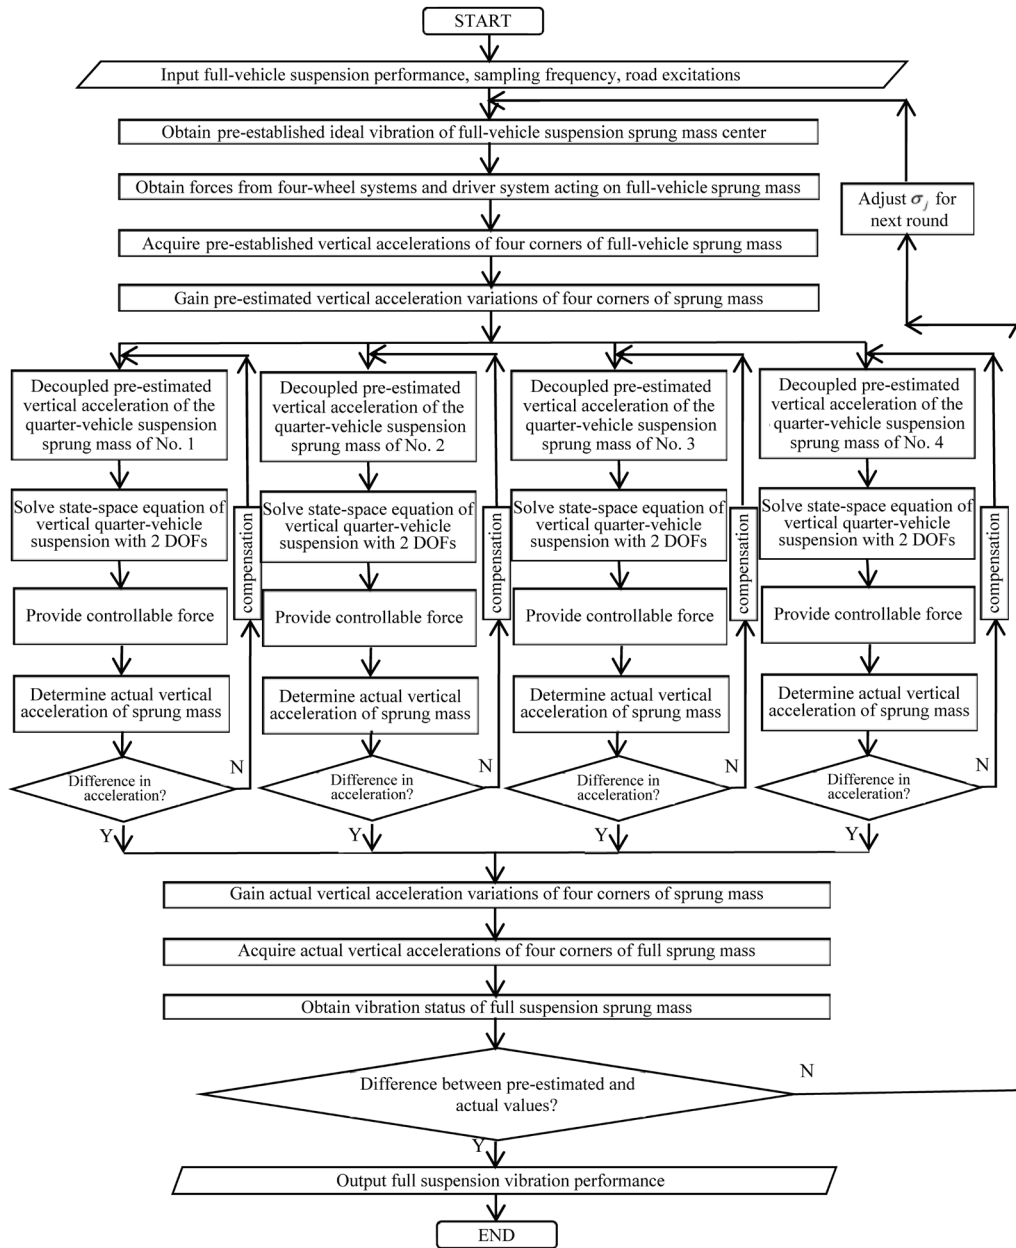 START
Input full-vehicle suspension performance, sampling frequency, road excitations
Obtain pre-established ideal vibration of full-vehicle suspension sprung mass center
Obtain forces from four-wheel systems and driver system acting on full-vehicle sprung mass
Adjust σj for
next round
Acquire pre-established vertical accelerations of four corners of full-vehicle sprung mass
Gain pre-estimated vertical acceleration variations of four corners of sprung mass
Decoupled pre-estimated
vertical acceleration of the
quarter-vehicle suspension
sprung mass of No. 1
Solve state-space equation of
vertical quarter-vehicle
suspension with 2 DOFs
Provide controllable force
Determine actual vertical
acceleration of sprung mass
Difference in
acceleration?
N
Y
compensation
Decoupled pre-estimated
vertical acceleration of the
quarter-vehicle suspension
sprung mass of No. 2
Solve state-space equation of
vertical quarter-vehicle
suspension with 2 DOFs
Provide controllable force
Determine actual vertical
acceleration of sprung mass
Difference in
acceleration?
N
Y
compensation
Decoupled pre-estimated
vertical acceleration of the
quarter-vehicle suspension
sprung mass of No. 3
Solve state-space equation of
vertical quarter-vehicle
suspension with 2 DOFs
Provide controllable force
Determine actual vertical
acceleration of sprung mass
Difference in
acceleration?
N
Y
compensation
Decoupled pre-estimated
vertical acceleration of the
quarter-vehicle suspension
sprung mass of No. 4
Solve state-space equation of
vertical quarter-vehicle
suspension with 2 DOFs
Provide controllable force
Determine actual vertical
acceleration of sprung mass
Difference in
acceleration?
N
Y
compensation
Gain actual vertical acceleration variations of four corners of sprung mass
Acquire actual vertical accelerations of four corners of full sprung mass
Obtain vibration status of full suspension sprung mass
Difference between pre-estimated and
actual values?
N
Y
Output full suspension vibration performance
END